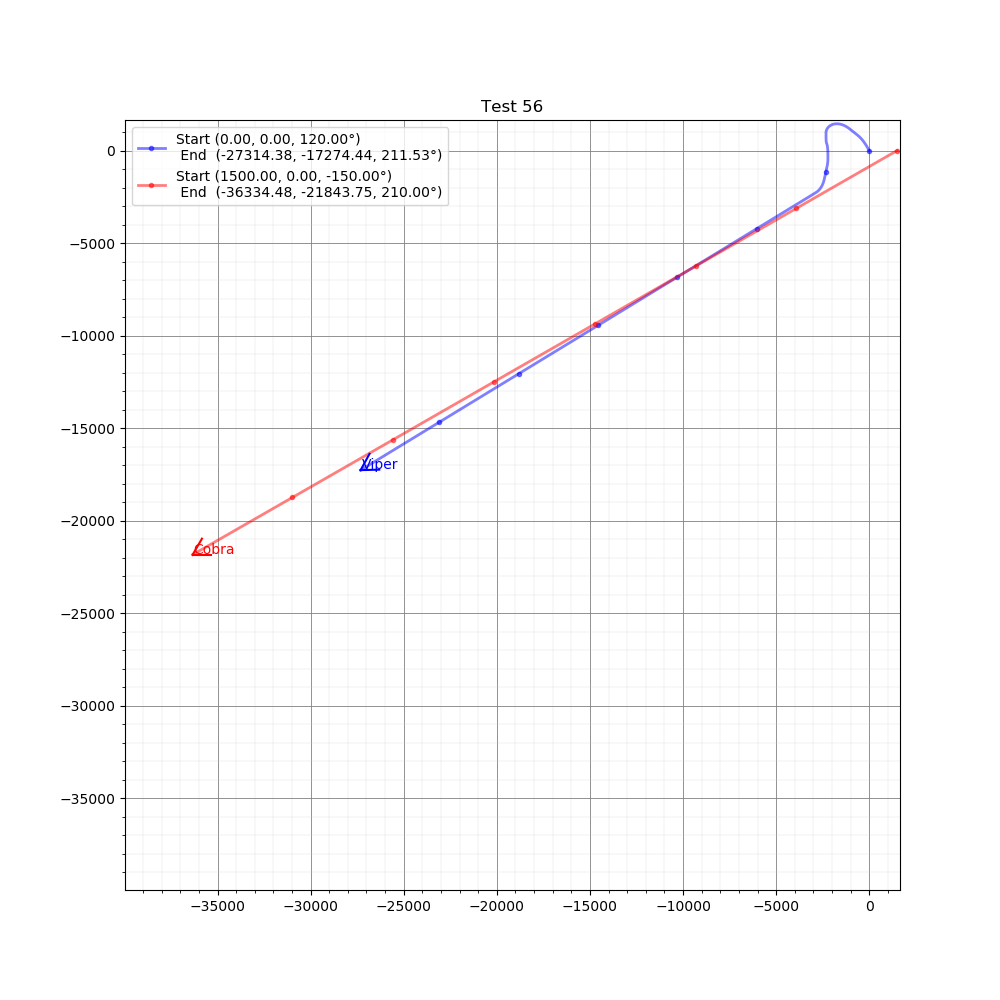 Test 56
Start (0.00, 0.00, 120.00°)
End (-27314.38, -17274.44, 211.53°)
Start (1500.00, 0.00, -150.00°)
End (-36334.48, -21843.75, 210.00°)
0
−5000
−10000
−15000
−20000
−25000
−30000
−35000
Viper
Cobra
−35000 −30000 −25000 −20000 −15000 −10000 −5000 0